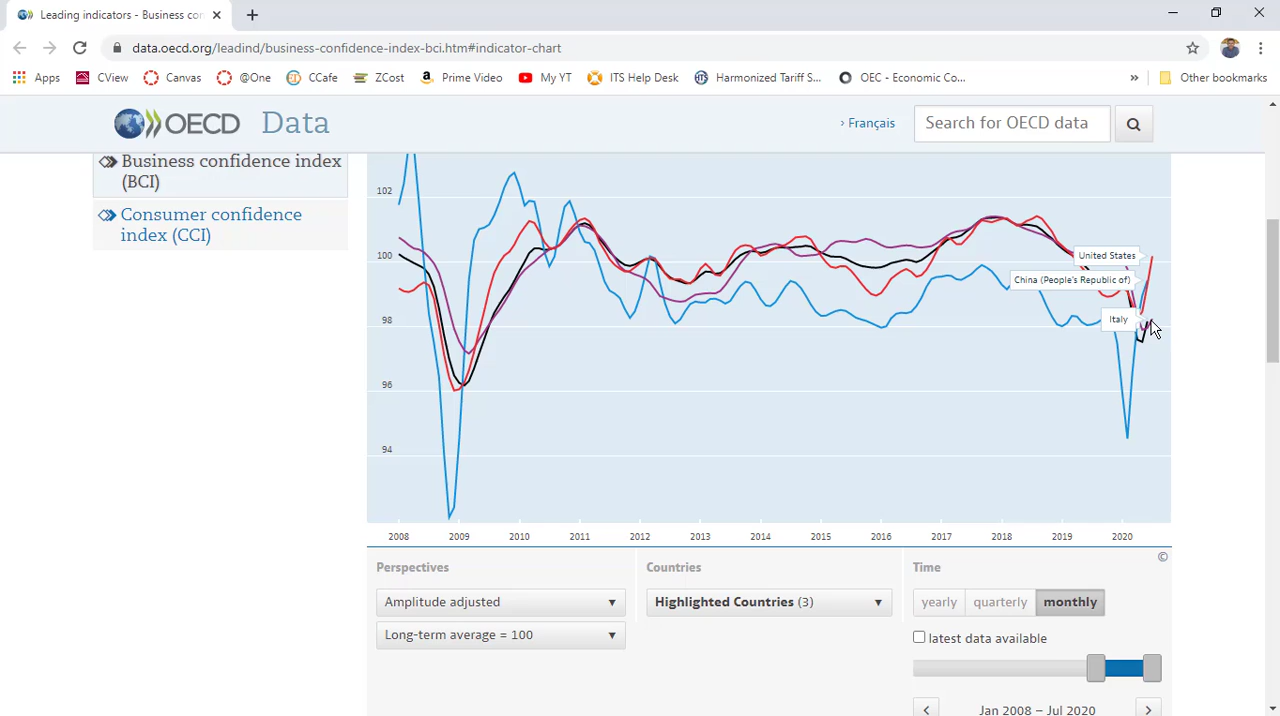 Leading indicators - Business con
data.oecd.org/leadind/business-confidence-index-bci.htm#indicator-chart
Apps CView Canvas @One CCafe ZCost Prime Video My YT ITS Help Desk Harmonized Tariff S... OEC - Economic Co... » Other bookmarks
OECD Data
› Français
Search for OECD data
Business confidence index
(BCI)
Consumer confidence
index (CCI)
102
100
98
96
94
United States
China (People's Republic of)
Italy
2008 2009 2010 2011 2012 2013 2014 2015 2016 2017 2018 2019 2020
©
Perspectives
Amplitude adjusted
Long-term average = 100
Countries
Highlighted Countries (3)
Time
yearly quarterly monthly
latest data available
Jan 2008 – Jul 2020